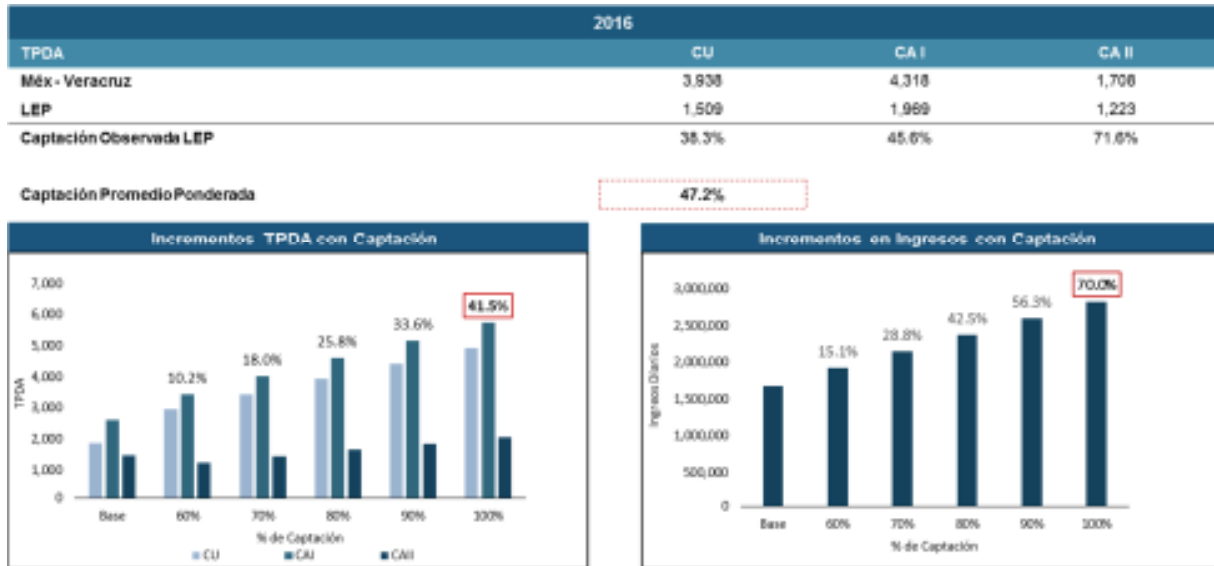 2016
TPDA CU CA I CA II
Méx - Veracruz 3,938 4,318 1,708
LEP 1,509 1,969 1,223
Captación Observada LEP 38.3% 45.6% 71.6%
Captación Promedio Ponderada 47.2%
Incrementos TPDA con Captación
7,000
6,000
5,000
4,000
3,000
2,000
1,000
0
TPDA
10.2%
18.0%
25.8%
33.6%
41.5%
Base 60% 70% 80% 90% 100%
% de Captación
CU CAI CAII
Incrementos en Ingresos con Captación
3,000,000
2,500,000
2,000,000
1,500,000
1,000,000
500,000
0
Ingresos Diarios
15.1%
28.8%
42.5%
56.3%
70.0%
Base 60% 70% 80% 90% 100%
% de Captación